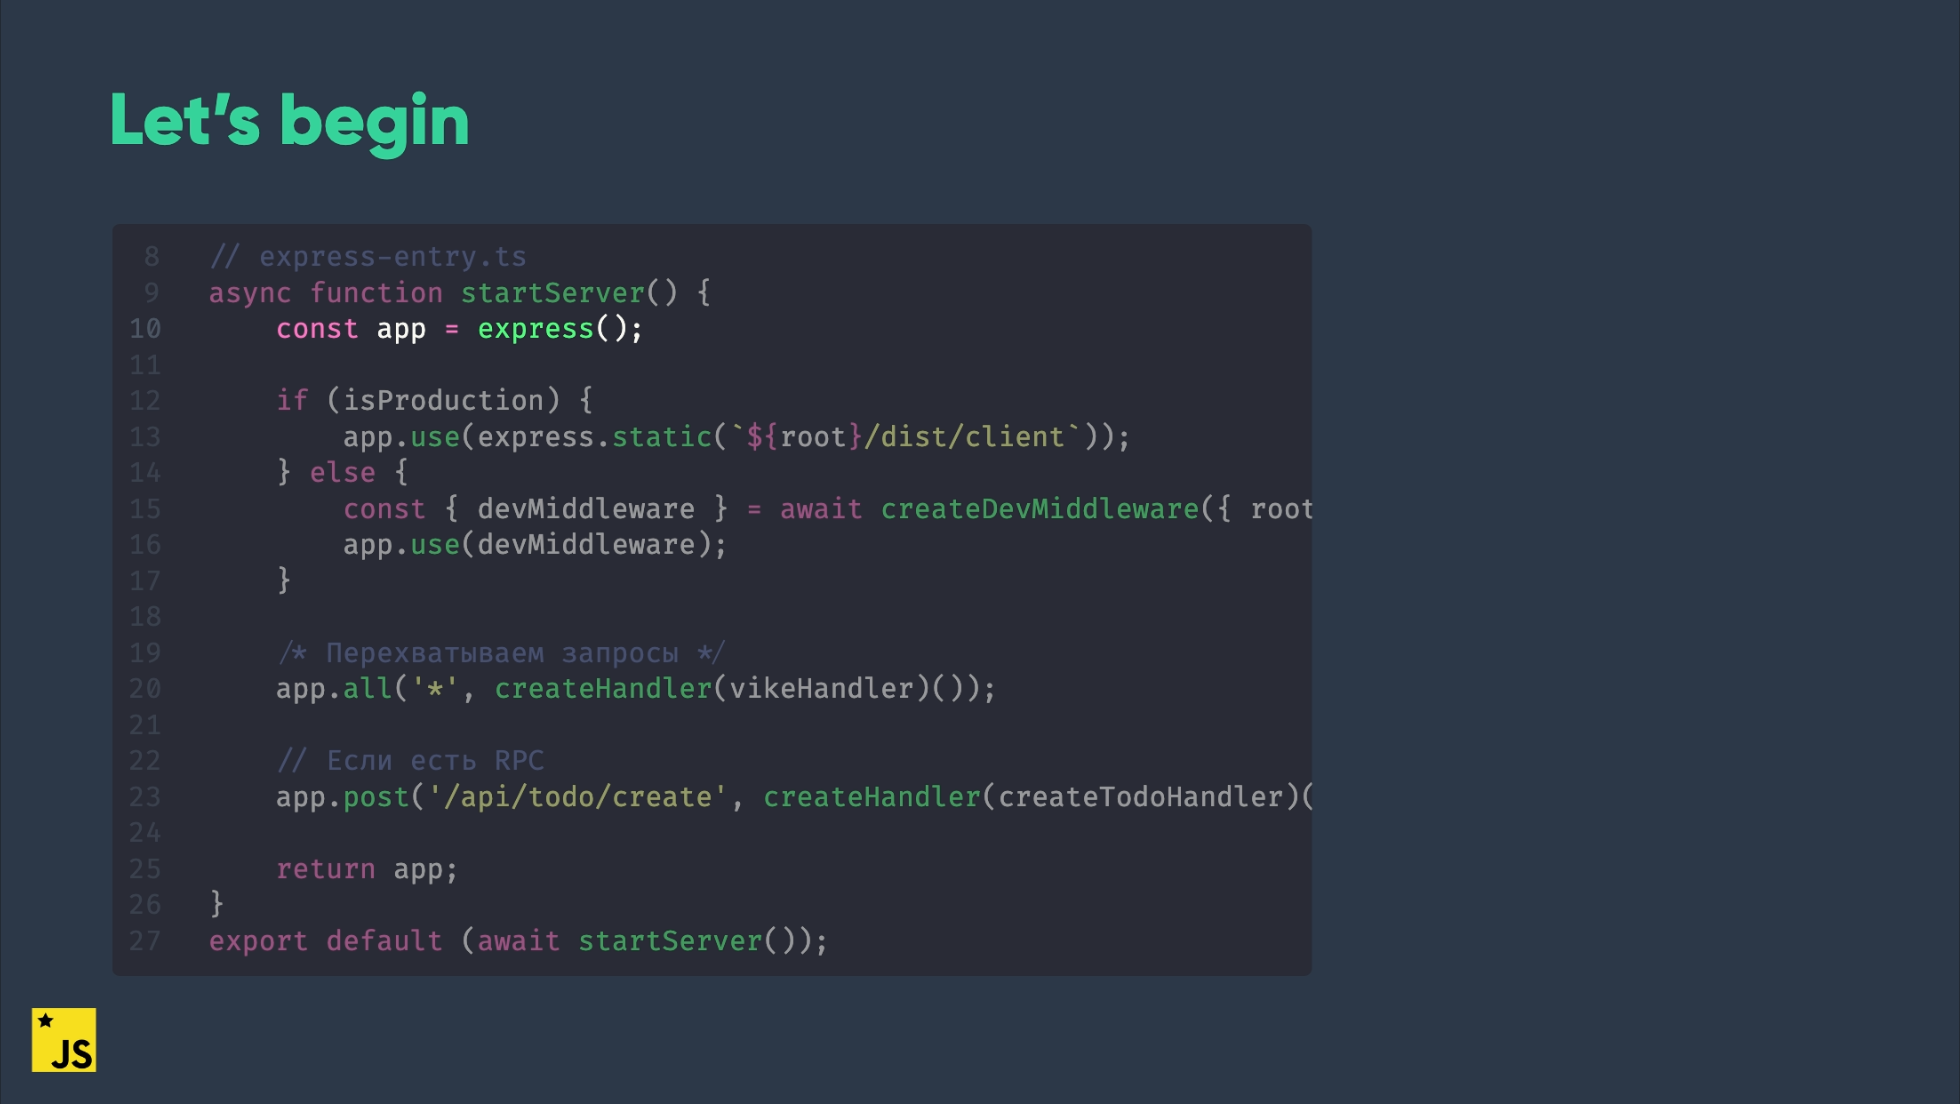 Let’s begin
8 // express-entry.ts
9 async function startServer() {
10 const app = express();
11
12 if (isProduction) {
13 app.use(express.static(`${root}/dist/client`));
14 } else {
15 const { devMiddleware } = await createDevMiddleware({ root
16 app.use(devMiddleware);
17 }
18
19 /* Перехватываем запросы */
20 app.all('*', createHandler(vikeHandler)());
21
22 // Если есть RPC
23 app.post('/api/todo/create', createHandler(createTodoHandler)(
24
25 return app;
26 }
27 export default (await startServer());
JS